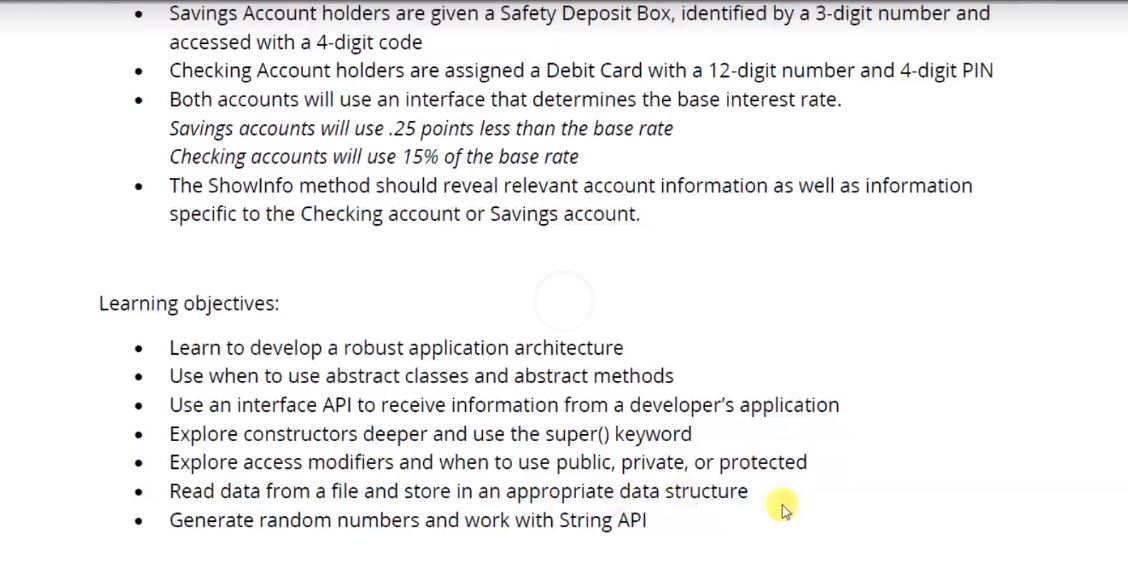 • Savings Account holders are given a Safety Deposit Box, identified by a 3-digit number and
accessed with a 4-digit code
• Checking Account holders are assigned a Debit Card with a 12-digit number and 4-digit PIN
• Both accounts will use an interface that determines the base interest rate.
Savings accounts will use .25 points less than the base rate
Checking accounts will use 15% of the base rate
• The ShowInfo method should reveal relevant account information as well as information
specific to the Checking account or Savings account.
Learning objectives:
• Learn to develop a robust application architecture
• Use when to use abstract classes and abstract methods
• Use an interface API to receive information from a developer’s application
• Explore constructors deeper and use the super() keyword
• Explore access modifiers and when to use public, private, or protected
• Read data from a file and store in an appropriate data structure
• Generate random numbers and work with String API